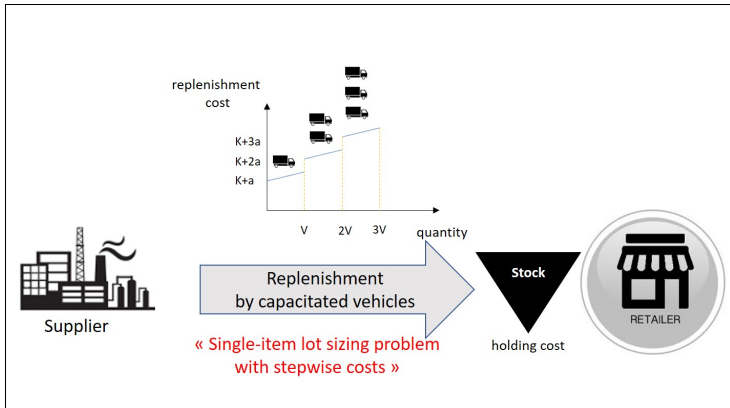 replenishment
cost
K+3a
K+2a
K+a
V
2V
3V
quantity
Supplier
Replenishment
by capacitated vehicles
« Single-item lot sizing problem
with stepwise costs »
Stock
holding cost
RETAILER